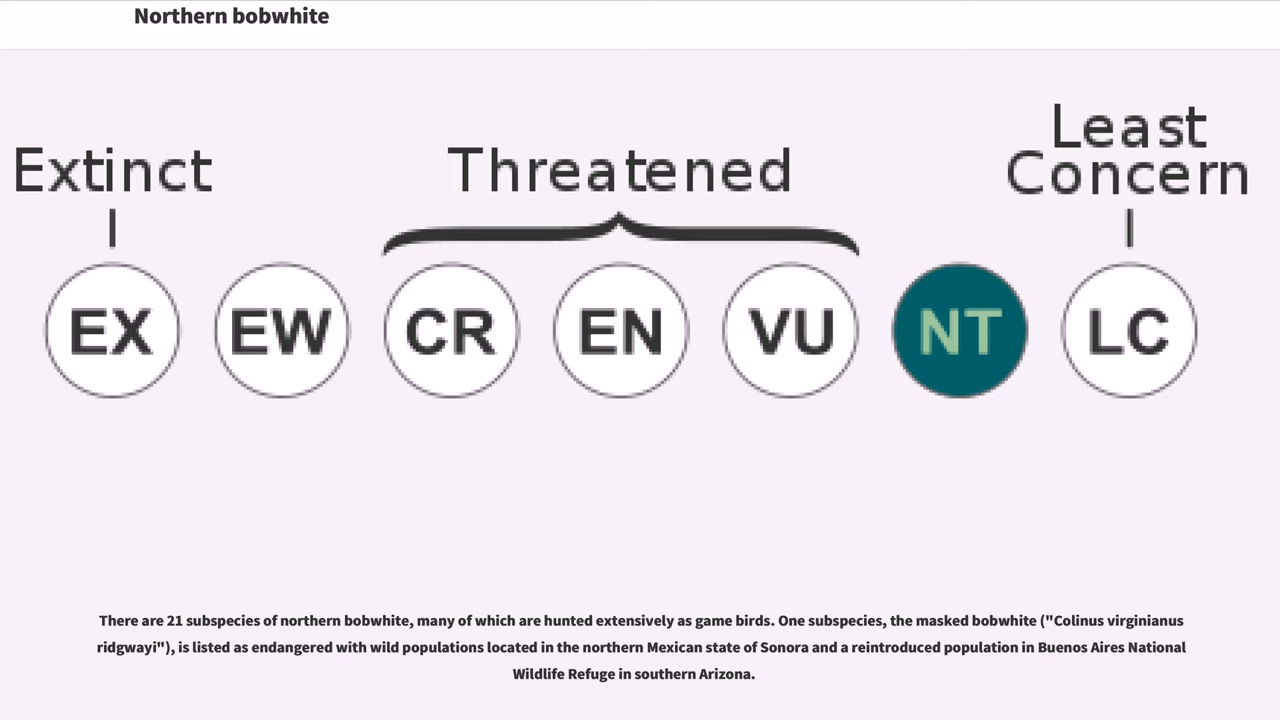 Northern bobwhite
Extinct
Threatened
Least
Concern
EX EW CR EN VU NT LC
There are 21 subspecies of northern bobwhite, many of which are hunted extensively as game birds. One subspecies, the masked bobwhite ("Colinus virginianus
ridgwayi"), is listed as endangered with wild populations located in the northern Mexican state of Sonora and a reintroduced population in Buenos Aires National
Wildlife Refuge in southern Arizona.